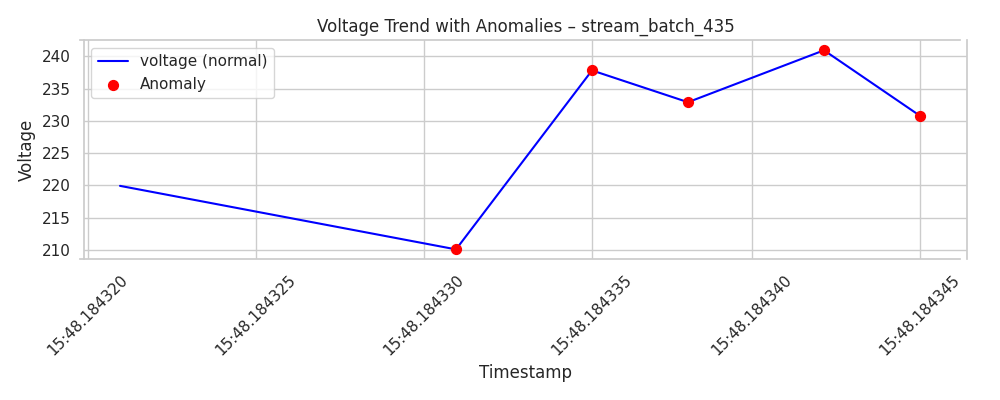 Voltage Trend with Anomalies – stream_batch_435
voltage (normal)
Anomaly
Voltage
240
235
230
225
220
215
210
15:48.184320
15:48.184325
15:48.184330
15:48.184335
15:48.184340
15:48.184345
Timestamp